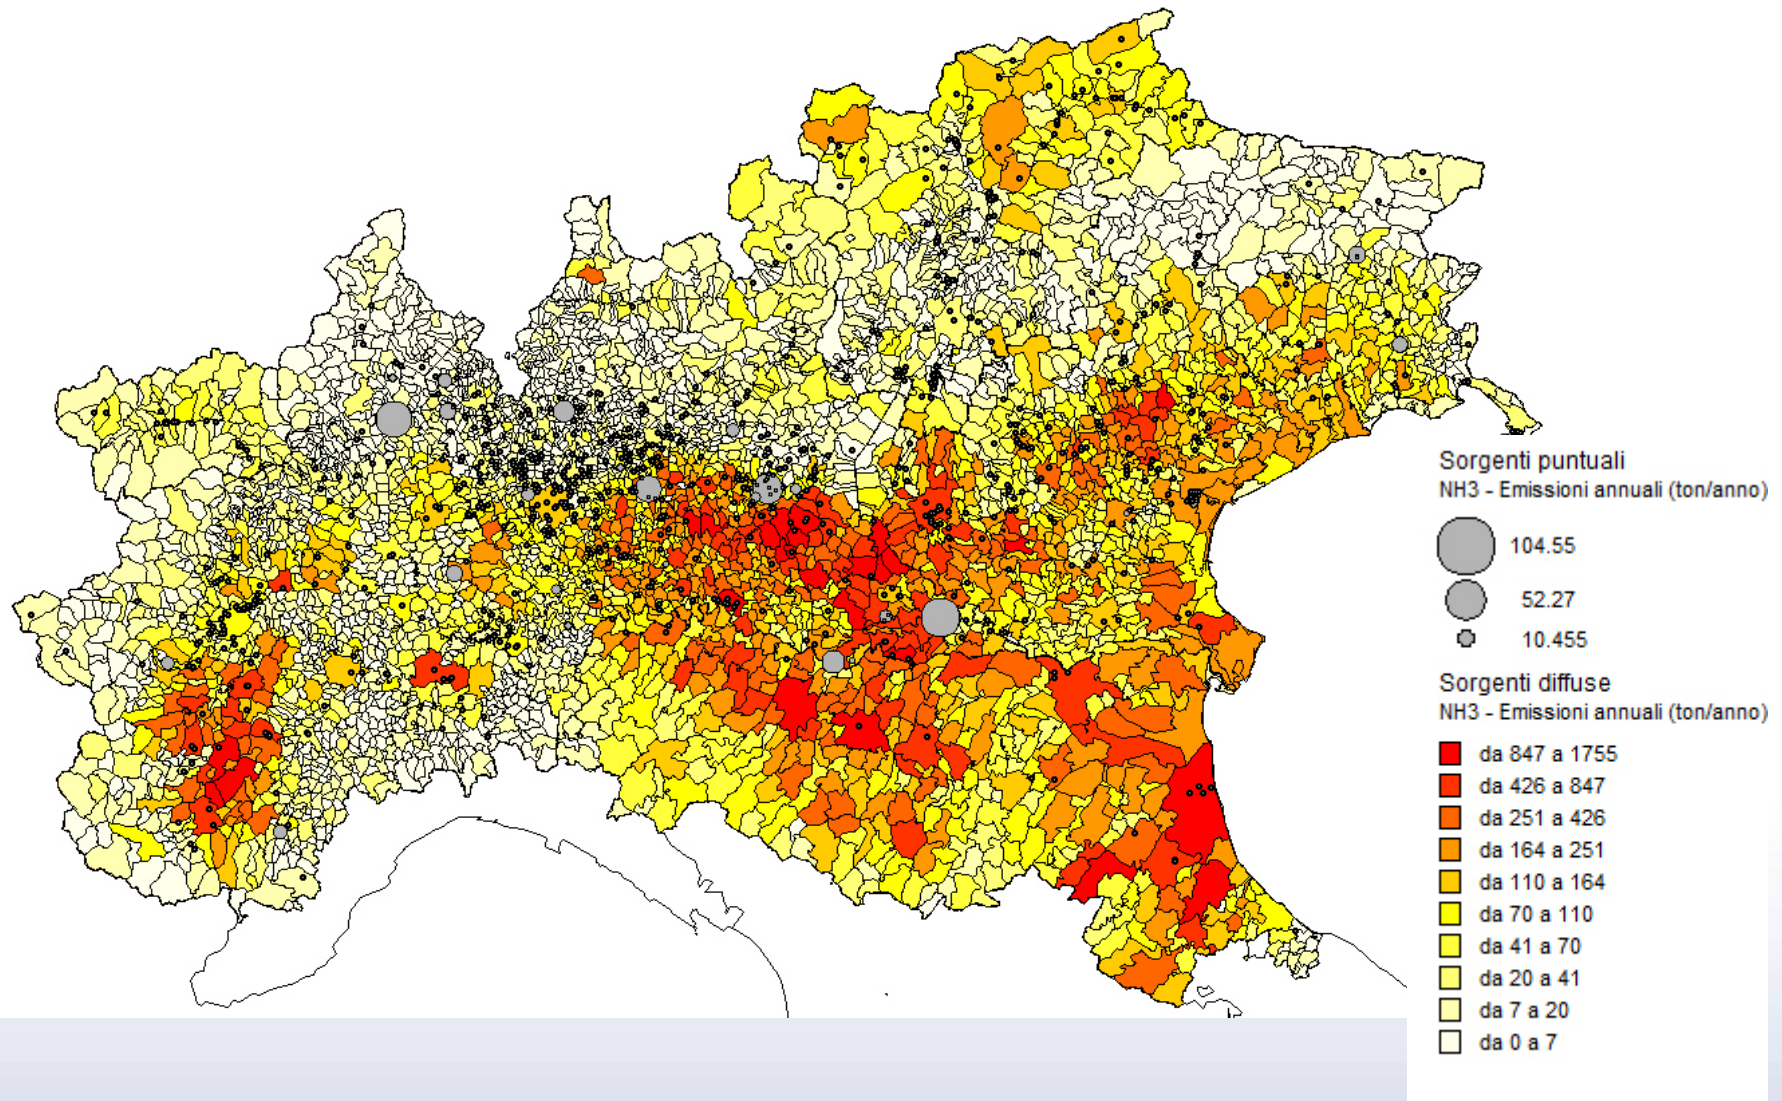 Sorgenti puntuali
NH3 - Emissioni annuali (ton/anno)
104.55
52.27
10.455
Sorgenti diffuse
NH3 - Emissioni annuali (ton/anno)
da 847 a 1755
da 426 a 847
da 251 a 426
da 164 a 251
da 110 a 164
da 70 a 110
da 41 a 70
da 20 a 41
da 7 a 20
da 0 a 7